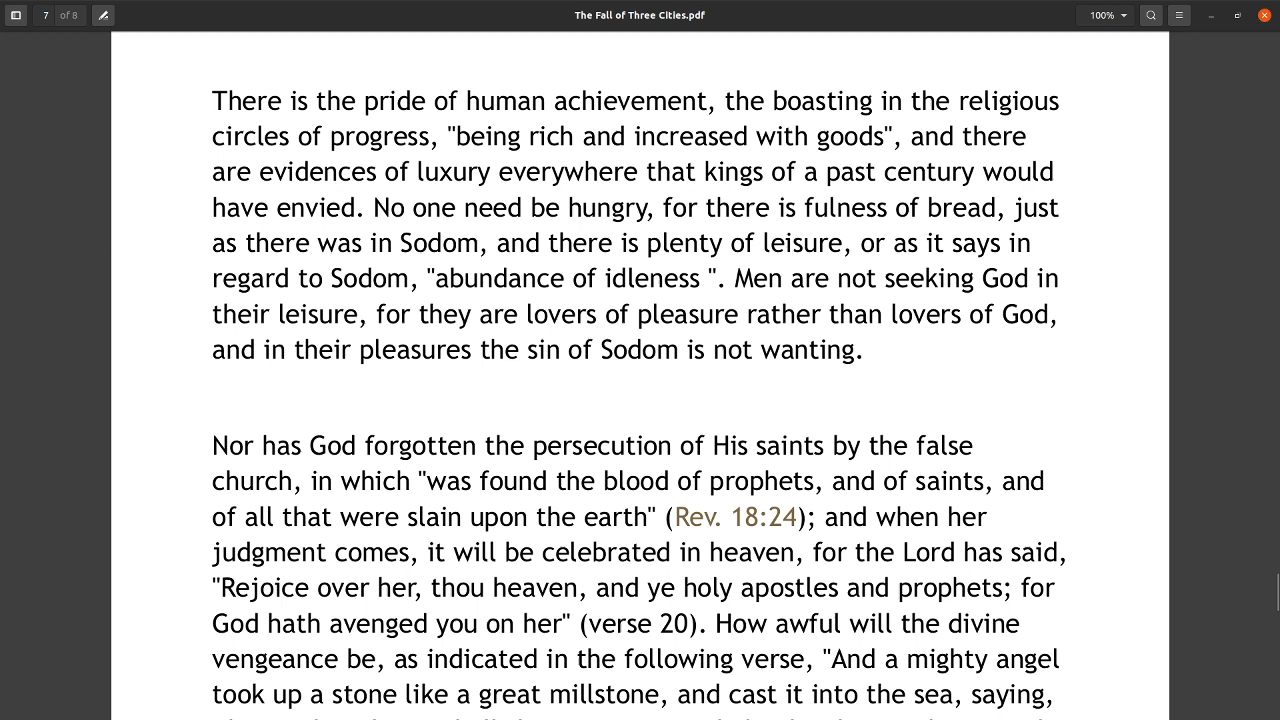 7 of 8
The Fall of Three Cities.pdf
100%
There is the pride of human achievement, the boasting in the religious
circles of progress, "being rich and increased with goods", and there
are evidences of luxury everywhere that kings of a past century would
have envied. No one need be hungry, for there is fulness of bread, just
as there was in Sodom, and there is plenty of leisure, or as it says in
regard to Sodom, "abundance of idleness ". Men are not seeking God in
their leisure, for they are lovers of pleasure rather than lovers of God,
and in their pleasures the sin of Sodom is not wanting.
Nor has God forgotten the persecution of His saints by the false
church, in which "was found the blood of prophets, and of saints, and
of all that were slain upon the earth" (Rev. 18:24); and when her
judgment comes, it will be celebrated in heaven, for the Lord has said,
"Rejoice over her, thou heaven, and ye holy apostles and prophets; for
God hath avenged you on her" (verse 20). How awful will the divine
vengeance be, as indicated in the following verse, "And a mighty angel
took up a stone like a great millstone, and cast it into the sea, saying,